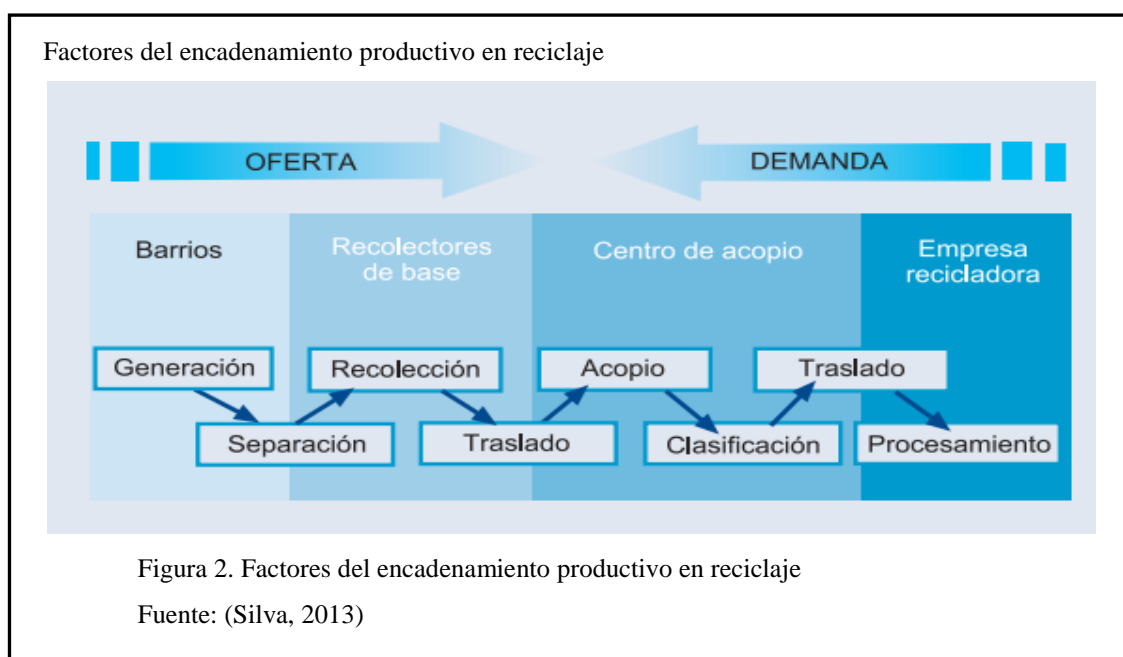 Factores del encadenamiento productivo en reciclaje
OFERTA
DEMANDA
Barrios
Recolectores
de base
Centro de acopio
Empresa
recicladora
Generación
Separación
Recolección
Traslado
Acopio
Clasificación
Traslado
Procesamiento
Figura 2. Factores del encadenamiento productivo en reciclaje
Fuente: (Silva, 2013)